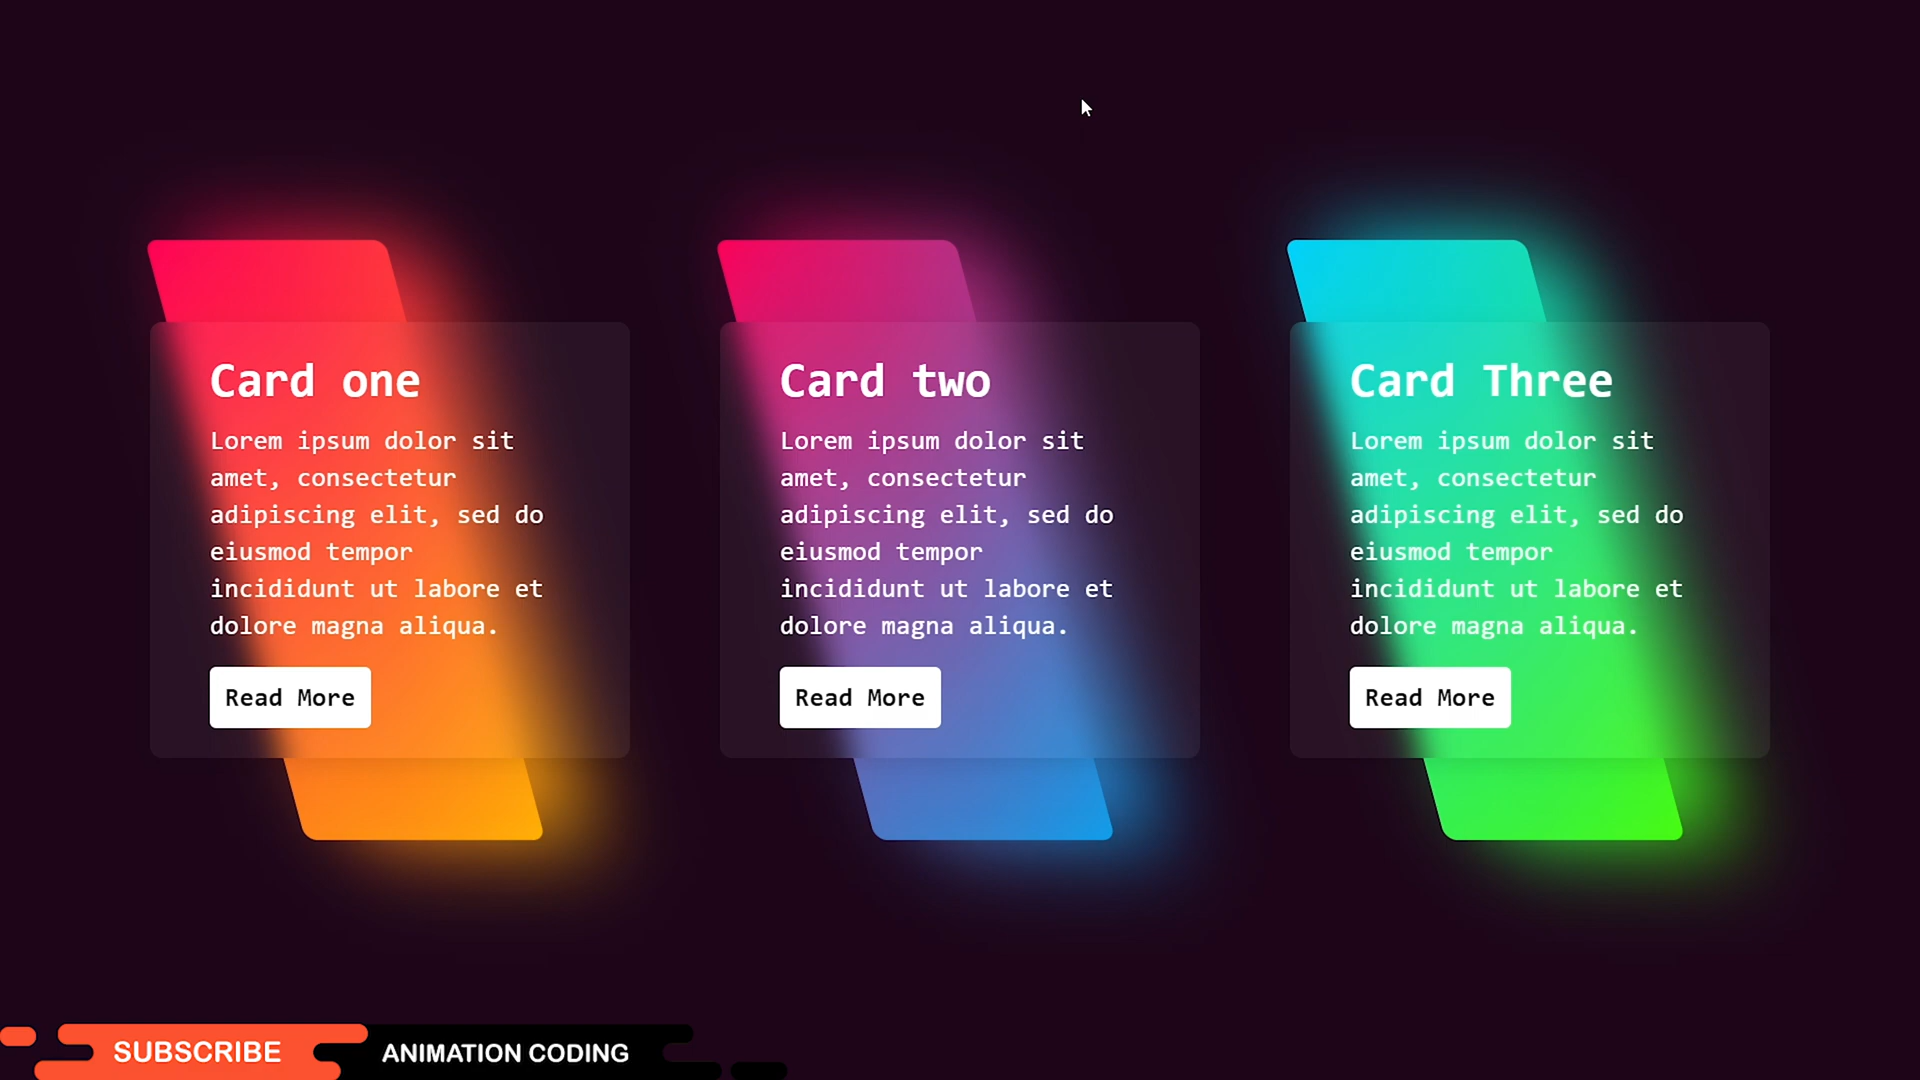 Card one
Lorem ipsum dolor sit
amet, consectetur
adipiscing elit, sed do
eiusmod tempor
incididunt ut labore et
dolore magna aliqua.
Read More
Card two
Lorem ipsum dolor sit
amet, consectetur
adipiscing elit, sed do
eiusmod tempor
incididunt ut labore et
dolore magna aliqua.
Read More
Card Three
Lorem ipsum dolor sit
amet, consectetur
adipiscing elit, sed do
eiusmod tempor
incididunt ut labore et
dolore magna aliqua.
Read More
SUBSCRIBE
ANIMATION CODING